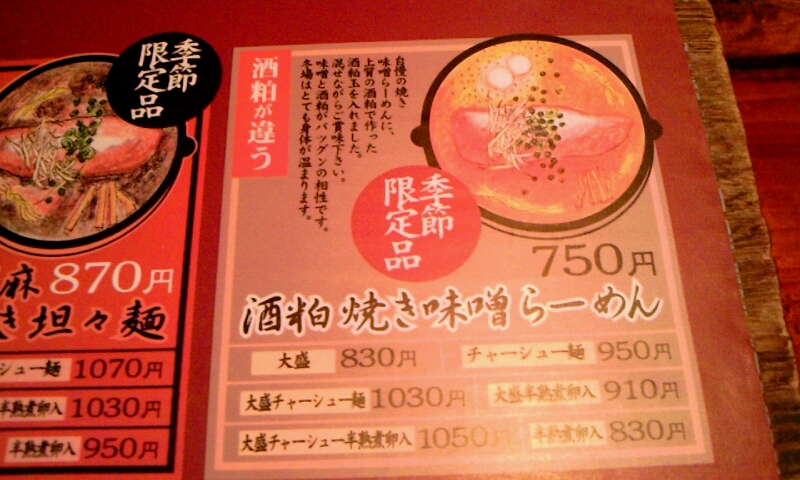 季節
限定品
麻 870円
き坦々麺
シュー麺 1070円
半熟煮卵入 1030円
半熟煮卵入 950円
酒粕が違う
自慢の焼き
味噌らーめんに、
上質の酒粕で作った
酒粕玉を入れました。
混ぜながらご賞味下さい。
味噌と酒粕がバツグンの相性です。
冬場はとても身体が温まります。
季節
限定品
750円
酒粕焼き味噌らーめん
大盛 830円 チャーシュー麺 950円
大盛チャーシュー麺 1030円 大盛半熟煮卵入 910円
大盛チャーシュー半熟煮卵入 1050円 半熟煮卵入 830円